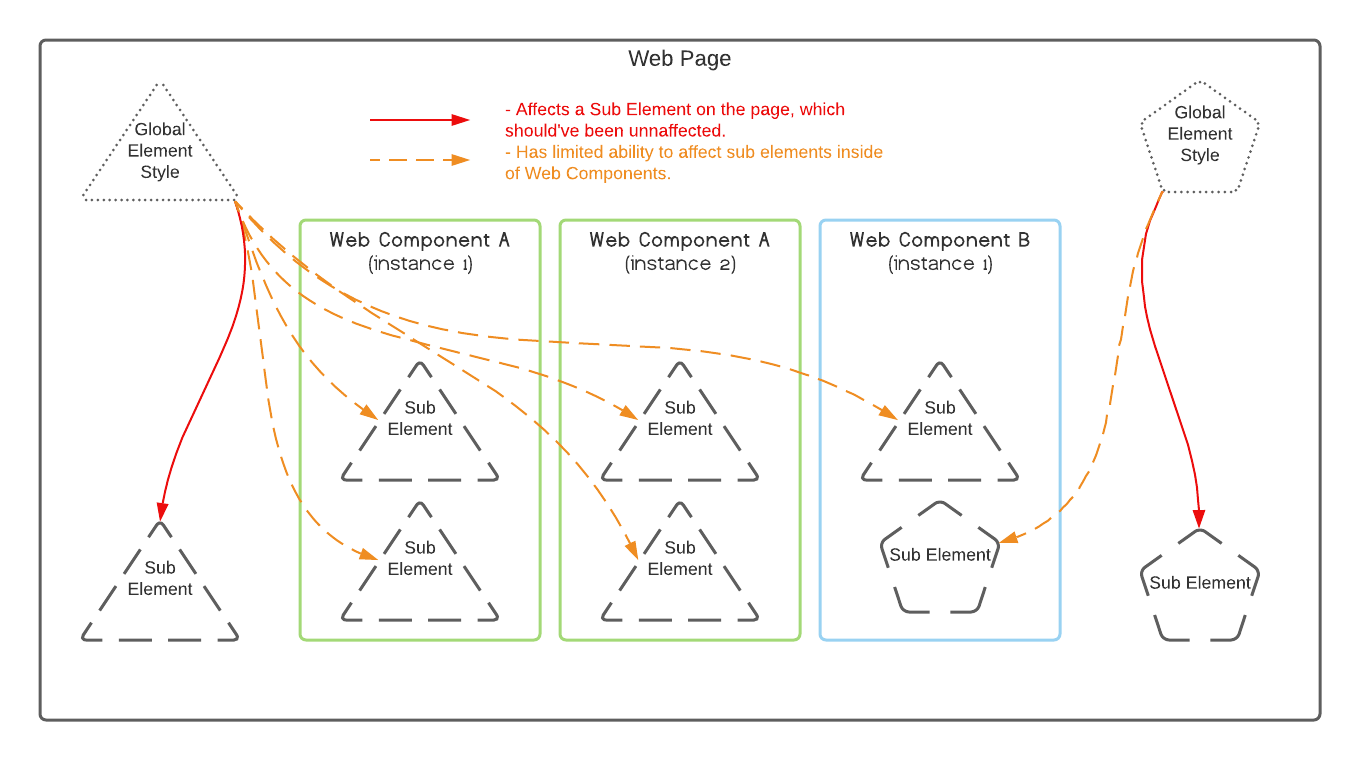 Web Page
Global
Element
Style
- Affects a Sub Element on the page, which
should've been unnaffected.
- Has limited ability to affect sub elements inside
of Web Components.
Global
Element
Style
Web Component A
(instance 1)
Web Component A
(instance 2)
Web Component B
(instance 1)
Sub
Element
Sub
Element
Sub
Element
Sub
Element
Sub
Element
Sub Element
Sub
Element
Sub Element